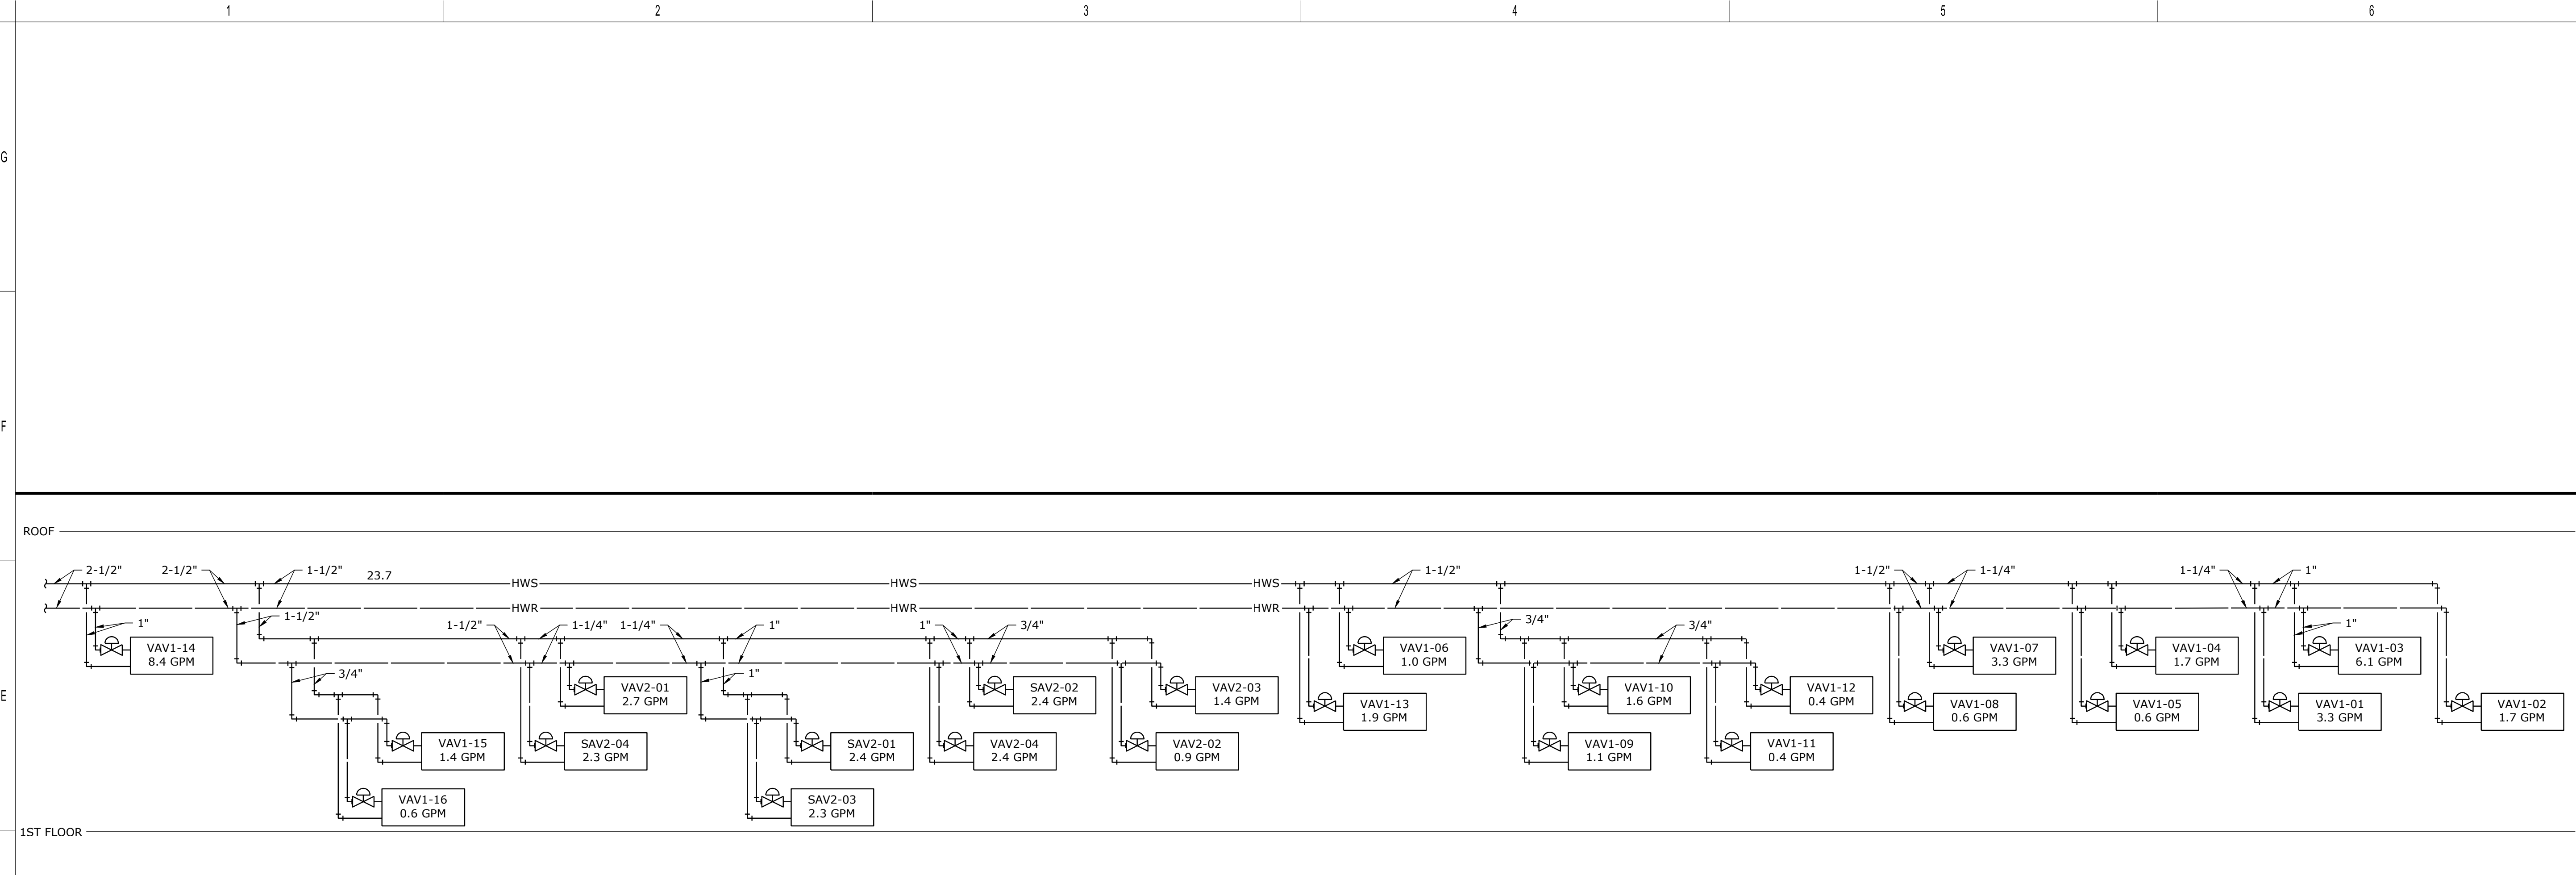 1 2 3 4 5 6
G
F
ROOF
2-1/2" 2-1/2" 1-1/2" 23.7 HWS HWS HWS 1-1/2" 1-1/2" 1-1/4" 1-1/4" 1"
HWR HWR HWR
1" 1-1/2" 1-1/2" 1-1/4" 1-1/4" 1" 1" 3/4" 3/4" 3/4" 1"
VAV1-14
8.4 GPM
VAV1-06
1.0 GPM
VAV1-07
3.3 GPM
VAV1-04
1.7 GPM
VAV1-03
6.1 GPM
3/4" 1"
E
VAV2-01
2.7 GPM
SAV2-02
2.4 GPM
VAV2-03
1.4 GPM
VAV1-13
1.9 GPM
VAV1-10
1.6 GPM
VAV1-12
0.4 GPM
VAV1-08
0.6 GPM
VAV1-05
0.6 GPM
VAV1-01
3.3 GPM
VAV1-02
1.7 GPM
VAV1-15
1.4 GPM
SAV2-04
2.3 GPM
SAV2-01
2.4 GPM
VAV2-04
2.4 GPM
VAV2-02
0.9 GPM
VAV1-09
1.1 GPM
VAV1-11
0.4 GPM
VAV1-16
0.6 GPM
SAV2-03
2.3 GPM
1ST FLOOR